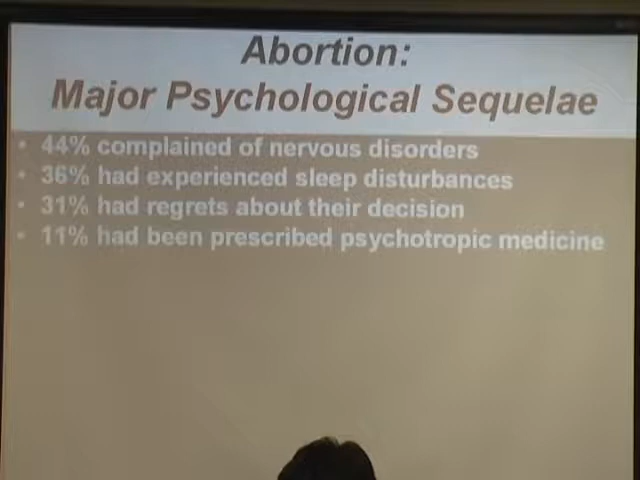 Abortion:
Major Psychological Sequelae
• 44% complained of nervous disorders
• 36% had experienced sleep disturbances
• 31% had regrets about their decision
• 11% had been prescribed psychotropic medicine